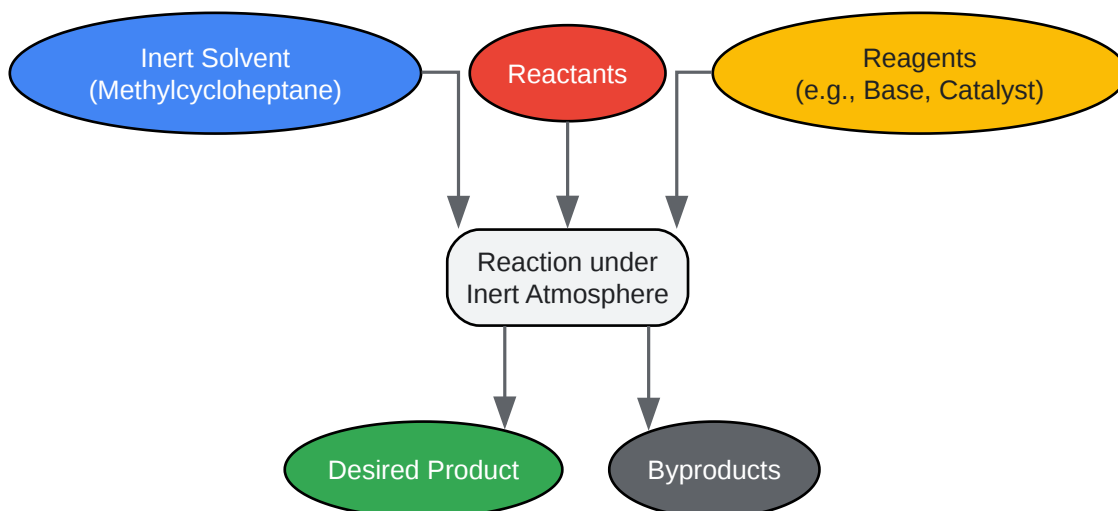 Inert Solvent
(Methylcycloheptane)
Reactants
Reagents
(e.g., Base, Catalyst)
Reaction under
Inert Atmosphere
Desired Product
Byproducts